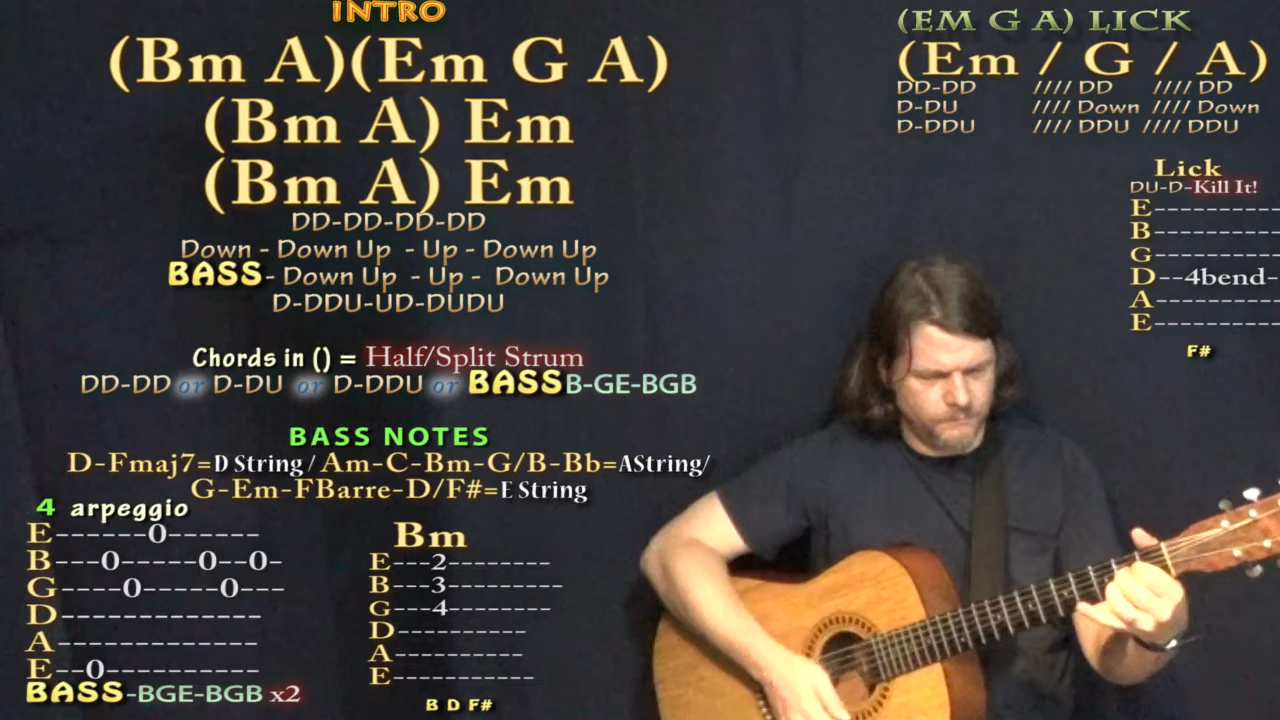 INTRO
(Bm A)(Em G A)
(Bm A) Em
(Bm A) Em
DD-DD-DD-DD
Down - Down Up - Up - Down Up
BASS - Down Up - Up - Down Up
D-DDU-UD-DUDU
Chords in () = Half/Split Strum
DD-DD or D-DU or D-DDU or BASS B-GE-BGB
BASS NOTES
D-Fmaj7=D String / Am-C-Bm-G/B-Bb=AString/
G-Em-FBarre-D/F#=E String
4 arpeggio
E------0------
B---0-----0--0-
G----0-----0---
D-------------
A-------------
E--0----------
BASS-BGE-BGB x2
Bm
E---2--------
B---3---------
G---4--------
D-----------
A-----------
E------------
B D F#
(EM G A) LICK
(Em / G / A)
DD-DD //// DD //// DD
D-DU //// Down //// Down
D-DDU //// DDU //// DDU
Lick
DU-D-Kill It!
E-----------
B-----------
G-----------
D--4bend-
A-----------
E-----------
F#